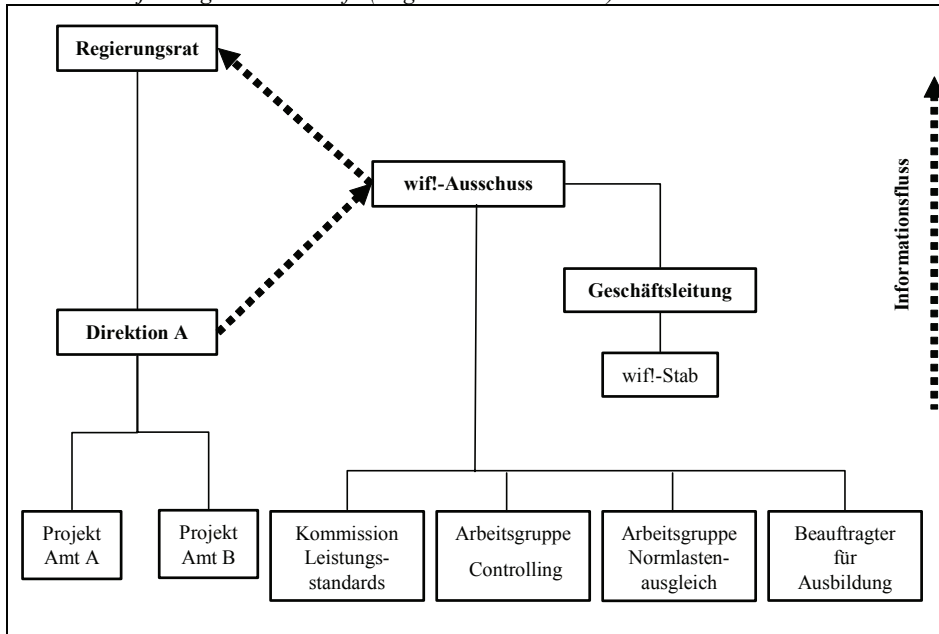 Regierungsrat
wif!-Ausschuss
Informationsfluss
Geschäftsleitung
Direktion A
wif!-Stab
Projekt
Amt A
Projekt
Amt B
Kommission
Leistungs-
standards
Arbeitsgruppe
Controlling
Arbeitsgruppe
Normlasten-
ausgleich
Beauftragter
für
Ausbildung